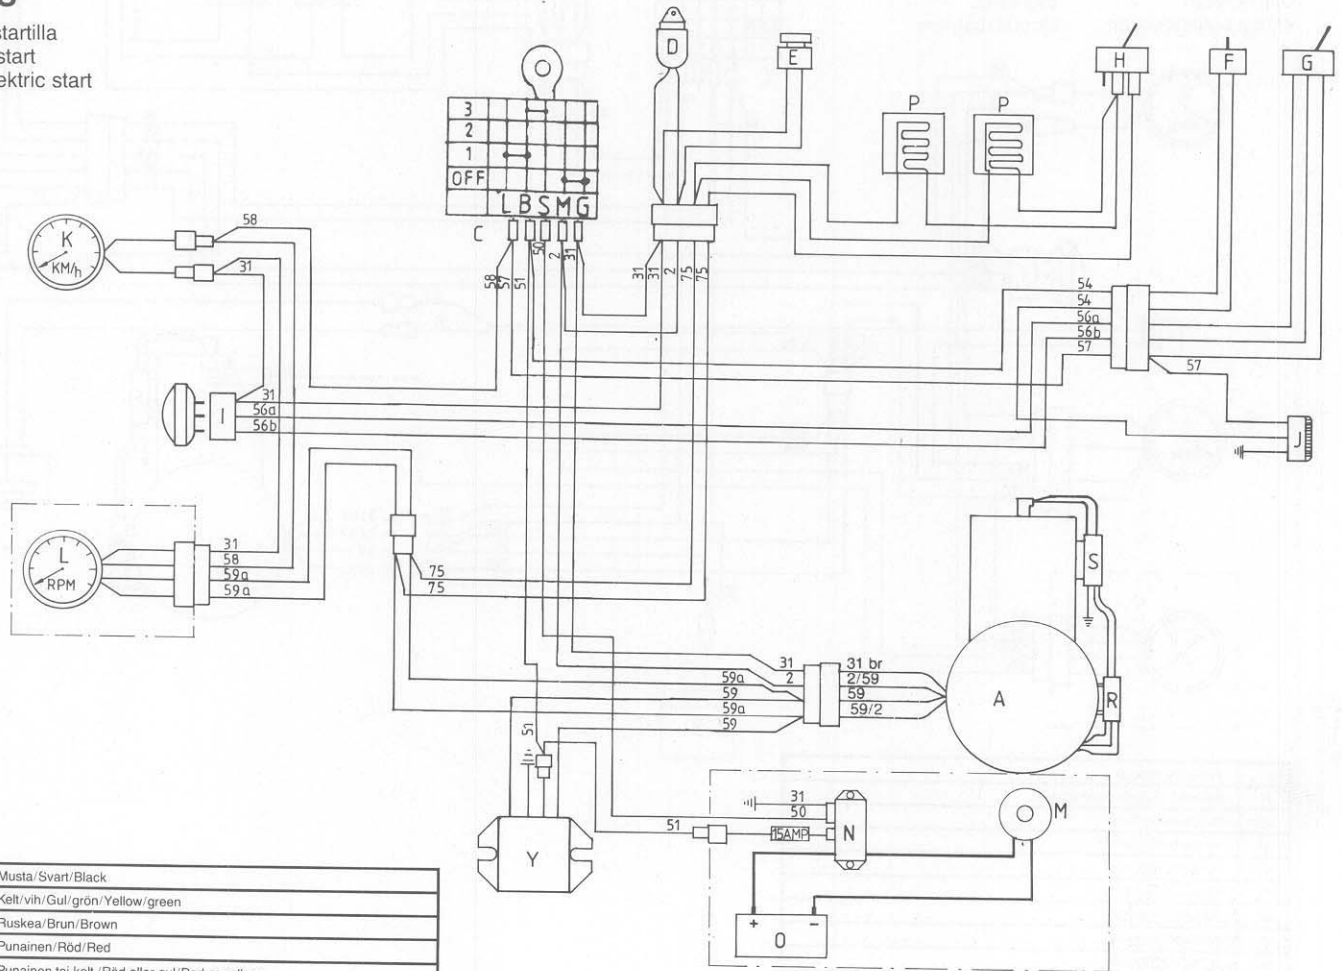 startilla
start
ektric start
D
E
H
F
G
P P
3
2
1
OFF
L B S M G
C
50
2
31
58
57
51
31
31
2
75
75
K
KM/h
58
31
54
54
56a
56b
57
57
I
31
56a
56b
J
L
RPM
31
58
59a
59a
75
75
S
A
R
31
2
59a
59
59a
59
31 br
2/59
59
59/2
51
Y
51
31
50
15AMP
N
M
+ -
O
Musta/Svart/Black
Kelt/vih/Gul/grön/Yellow/green
Ruskea/Brun/Brown
Punainen/Röd/Red